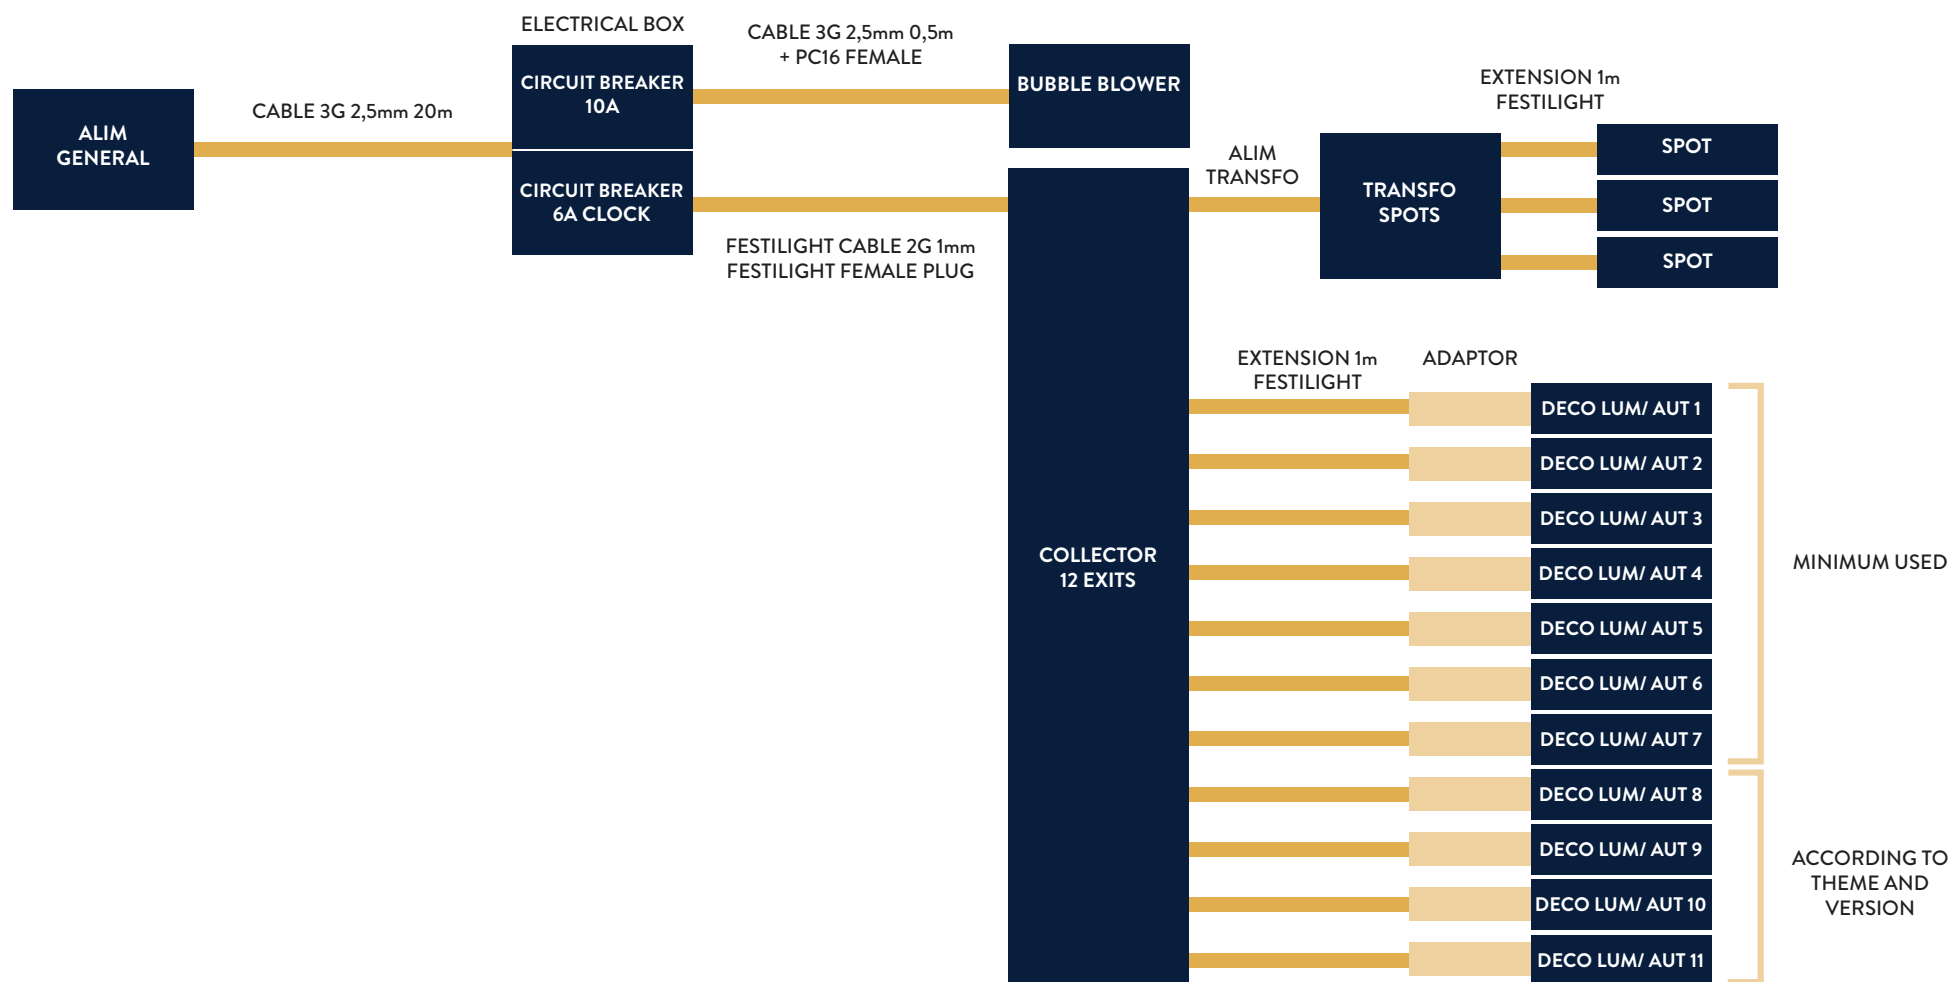 ELECTRICAL BOX
CABLE 3G 2,5mm 0,5m
+ PC16 FEMALE
ALIM
GENERAL
CABLE 3G 2,5mm 20m
CIRCUIT BREAKER
10A
BUBBLE BLOWER
CIRCUIT BREAKER
6A CLOCK
FESTILIGHT CABLE 2G 1mm
FESTILIGHT FEMALE PLUG
ALIM
TRANSFO
TRANSFO
SPOTS
EXTENSION 1m
FESTILIGHT
SPOT
SPOT
SPOT
COLLECTOR
12 EXITS
EXTENSION 1m
FESTILIGHT
ADAPTOR
DECO LUM/ AUT 1
DECO LUM/ AUT 2
DECO LUM/ AUT 3
DECO LUM/ AUT 4
DECO LUM/ AUT 5
DECO LUM/ AUT 6
DECO LUM/ AUT 7
DECO LUM/ AUT 8
DECO LUM/ AUT 9
DECO LUM/ AUT 10
DECO LUM/ AUT 11
MINIMUM USED
ACCORDING TO
THEME AND
VERSION